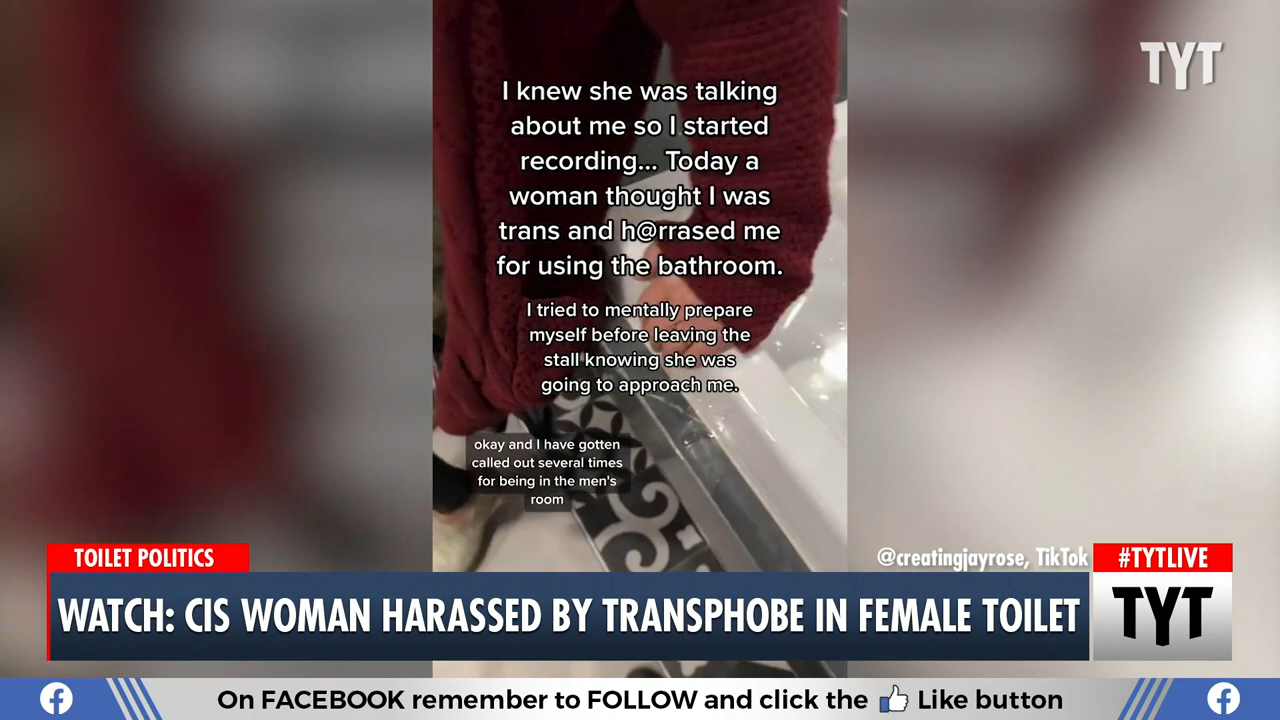 TYT
I knew she was talking
about me so I started
recording... Today a
woman thought I was
trans and h@rrased me
for using the bathroom.
I tried to mentally prepare
myself before leaving the
stall knowing she was
going to approach me.
okay and I have gotten
called out several times
for being in the men's
room
TOILET POLITICS
@creatingjayrose, TikTok
#TYTLIVE
WATCH: CIS WOMAN HARASSED BY TRANSPHOBE IN FEMALE TOILET
TYT
On FACEBOOK remember to FOLLOW and click the Like button